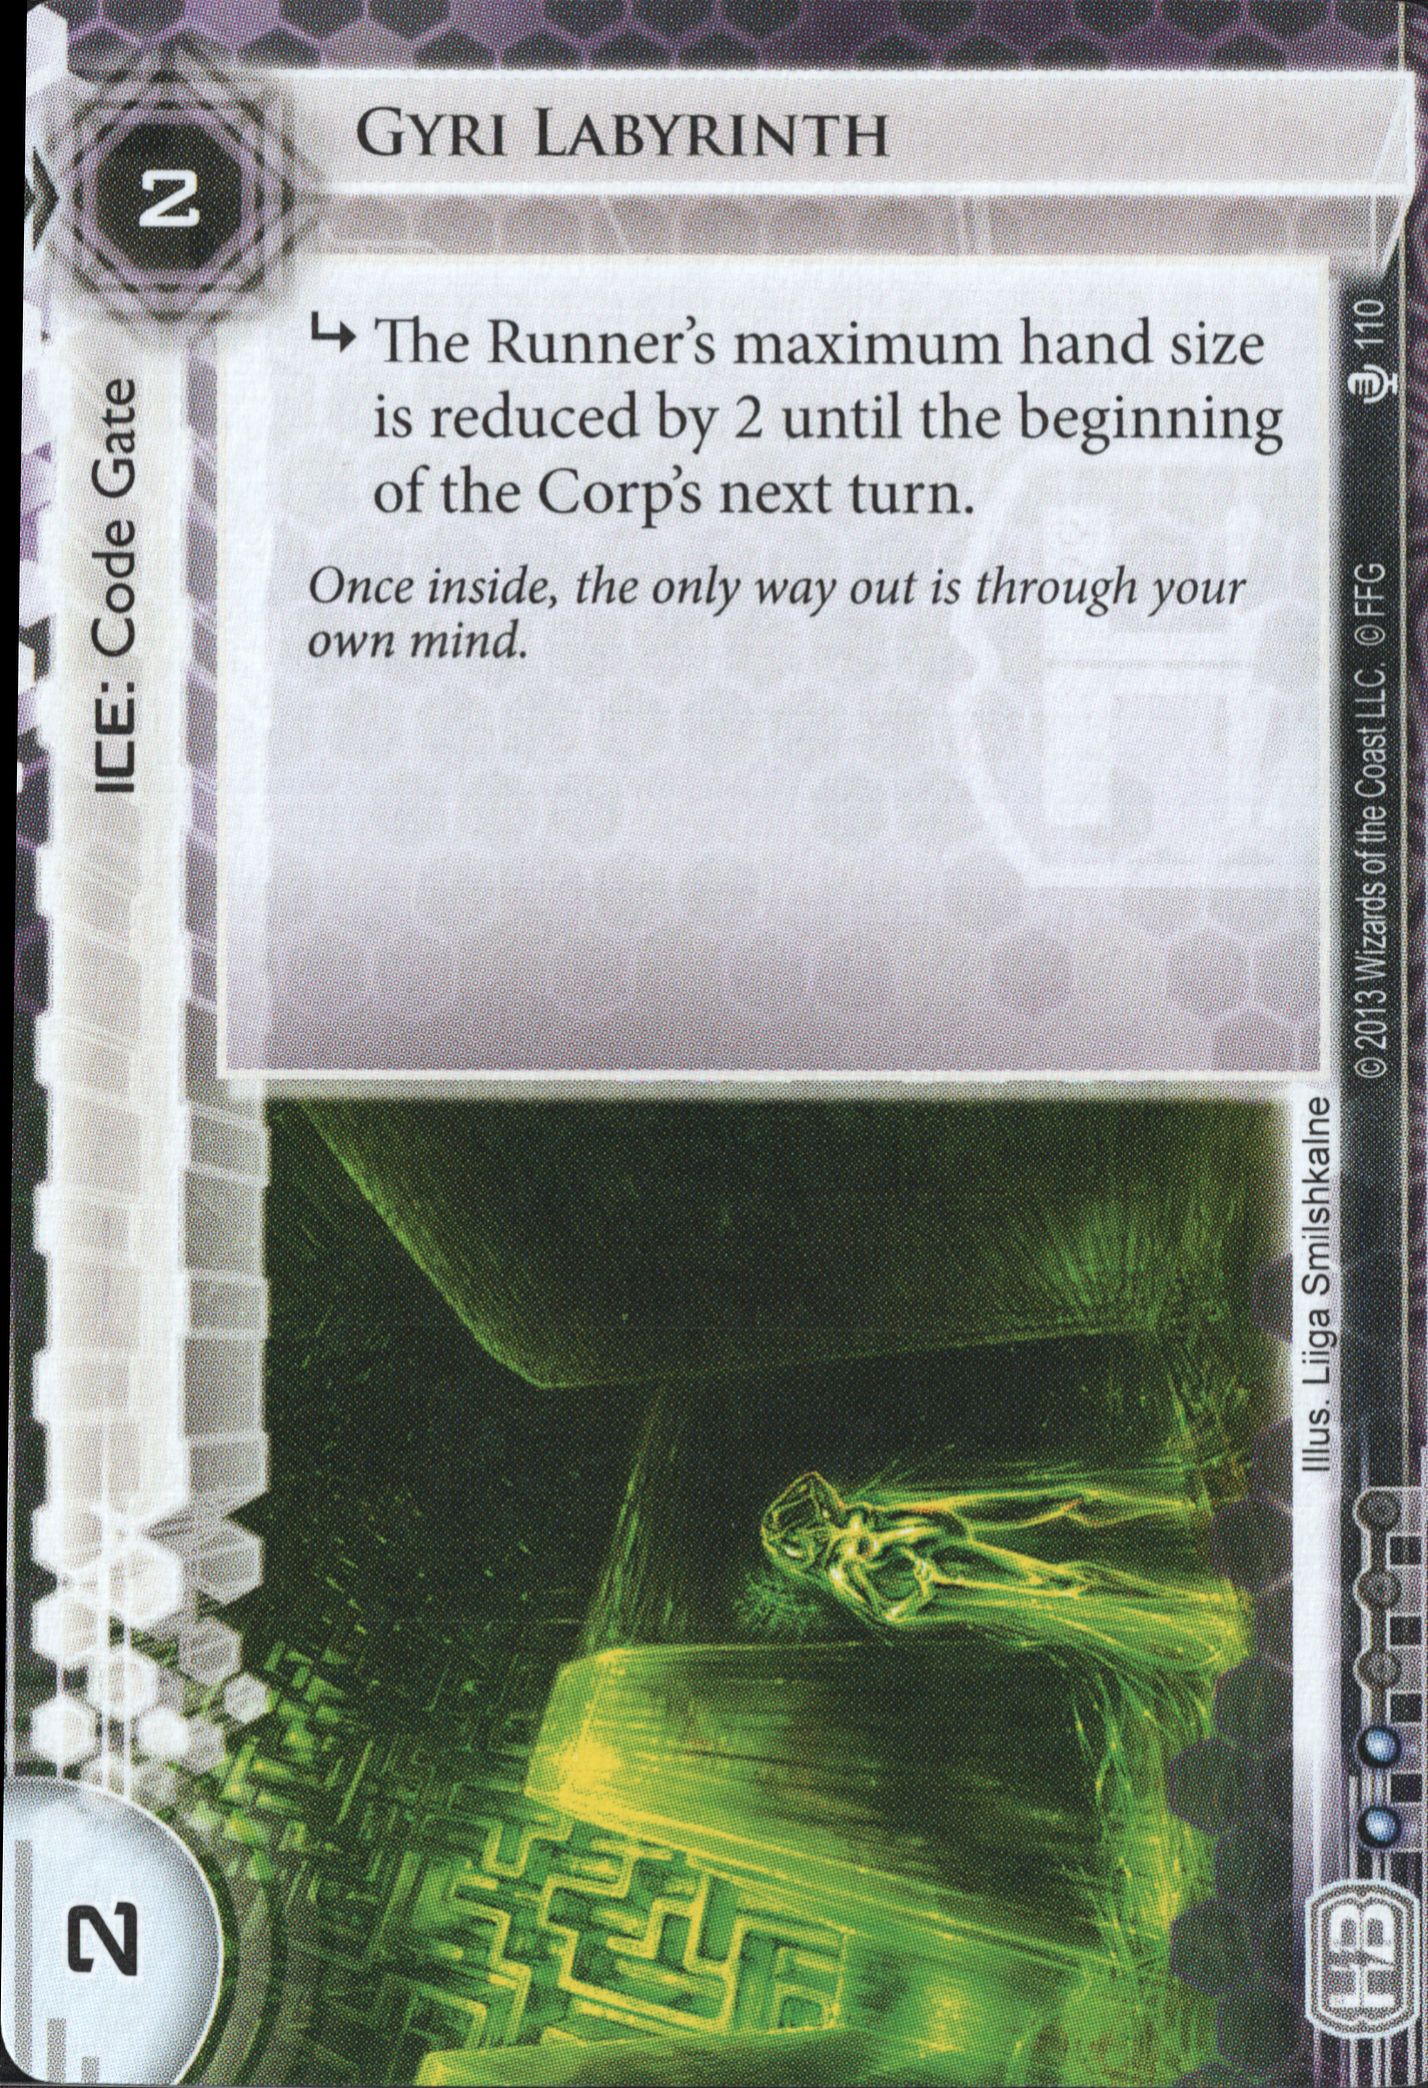 2
GYRI LABYRINTH
ICE: Code Gate
The Runner's maximum hand size
is reduced by 2 until the beginning
of the Corp's next turn.
Once inside, the only way out is through your
own mind.
2
Illus. Liiga Smilshkalne
HB
© 2013 Wizards of the Coast LLC. © FFG
110